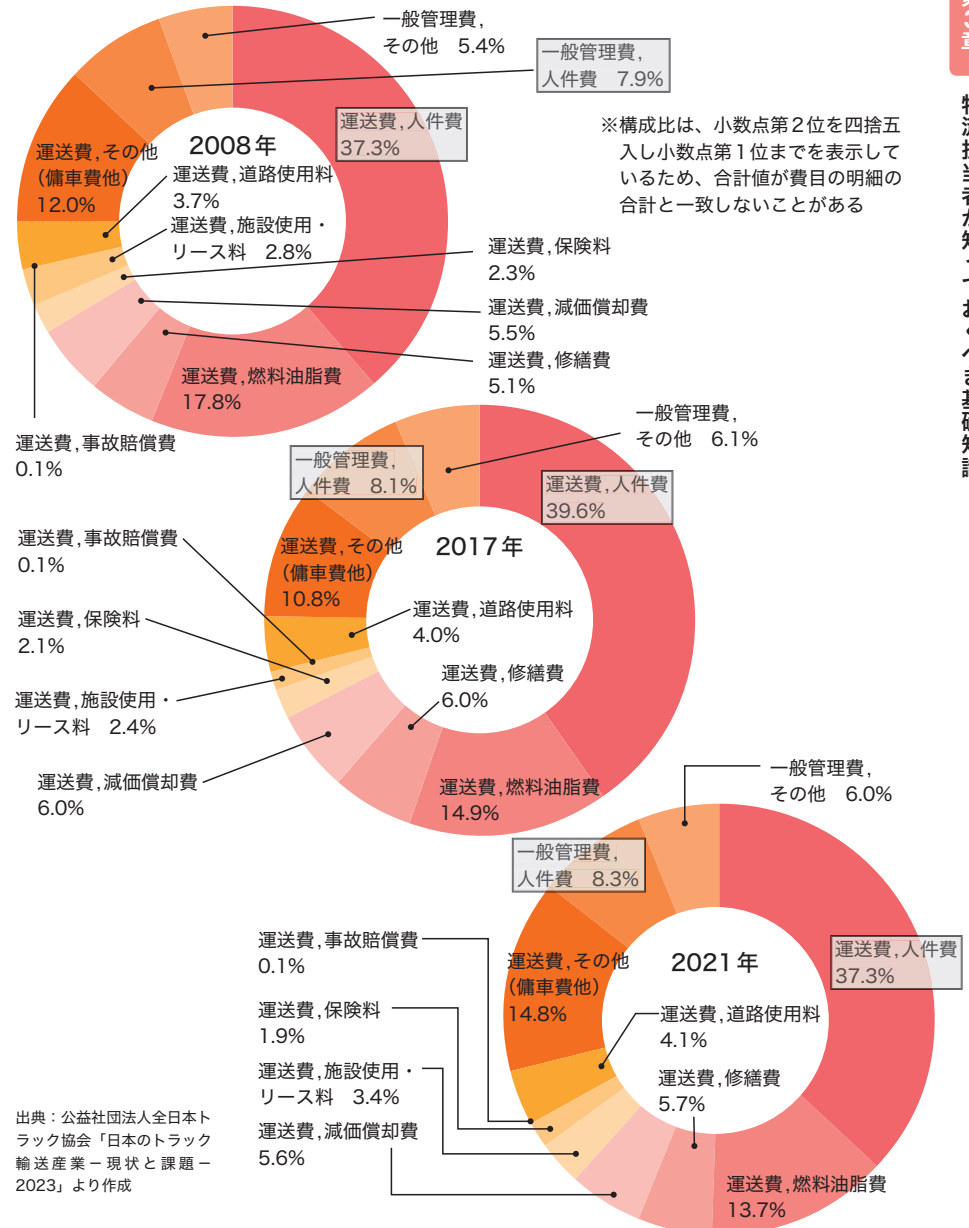 一般管理費,
その他 5.4%
一般管理費,
人件費 7.9%
運送費,人件費
37.3%
2008年
運送費,その他
(傭車費他)
12.0%
運送費,道路使用料
3.7%
運送費,施設使用・
リース料 2.8%
運送費,保険料
2.3%
運送費,減価償却費
5.5%
運送費,修繕費
5.1%
運送費,燃料油脂費
17.8%
運送費,事故賠償費
0.1%
※構成比は、小数点第2位を四捨五
入し小数点第1位までを表示して
いるため、合計値が費目の明細の
合計と一致しないことがある
一般管理費,
その他 6.1%
一般管理費,
人件費 8.1%
運送費,人件費
39.6%
2017年
運送費,その他
(傭車費他)
10.8%
運送費,事故賠償費
0.1%
運送費,道路使用料
4.0%
運送費,保険料
2.1%
運送費,修繕費
6.0%
運送費,施設使用・
リース料 2.4%
運送費,減価償却費
6.0%
運送費,燃料油脂費
14.9%
一般管理費,
その他 6.0%
一般管理費,
人件費 8.3%
運送費,人件費
37.3%
2021年
運送費,その他
(傭車費他)
14.8%
運送費,事故賠償費
0.1%
運送費,道路使用料
4.1%
運送費,保険料
1.9%
運送費,修繕費
5.7%
運送費,施設使用・
リース料 3.4%
運送費,減価償却費
5.6%
運送費,燃料油脂費
13.7%
出典：公益社団法人全日本ト
ラック協会「日本のトラック
輸送産業－現状と課題－
2023」より作成